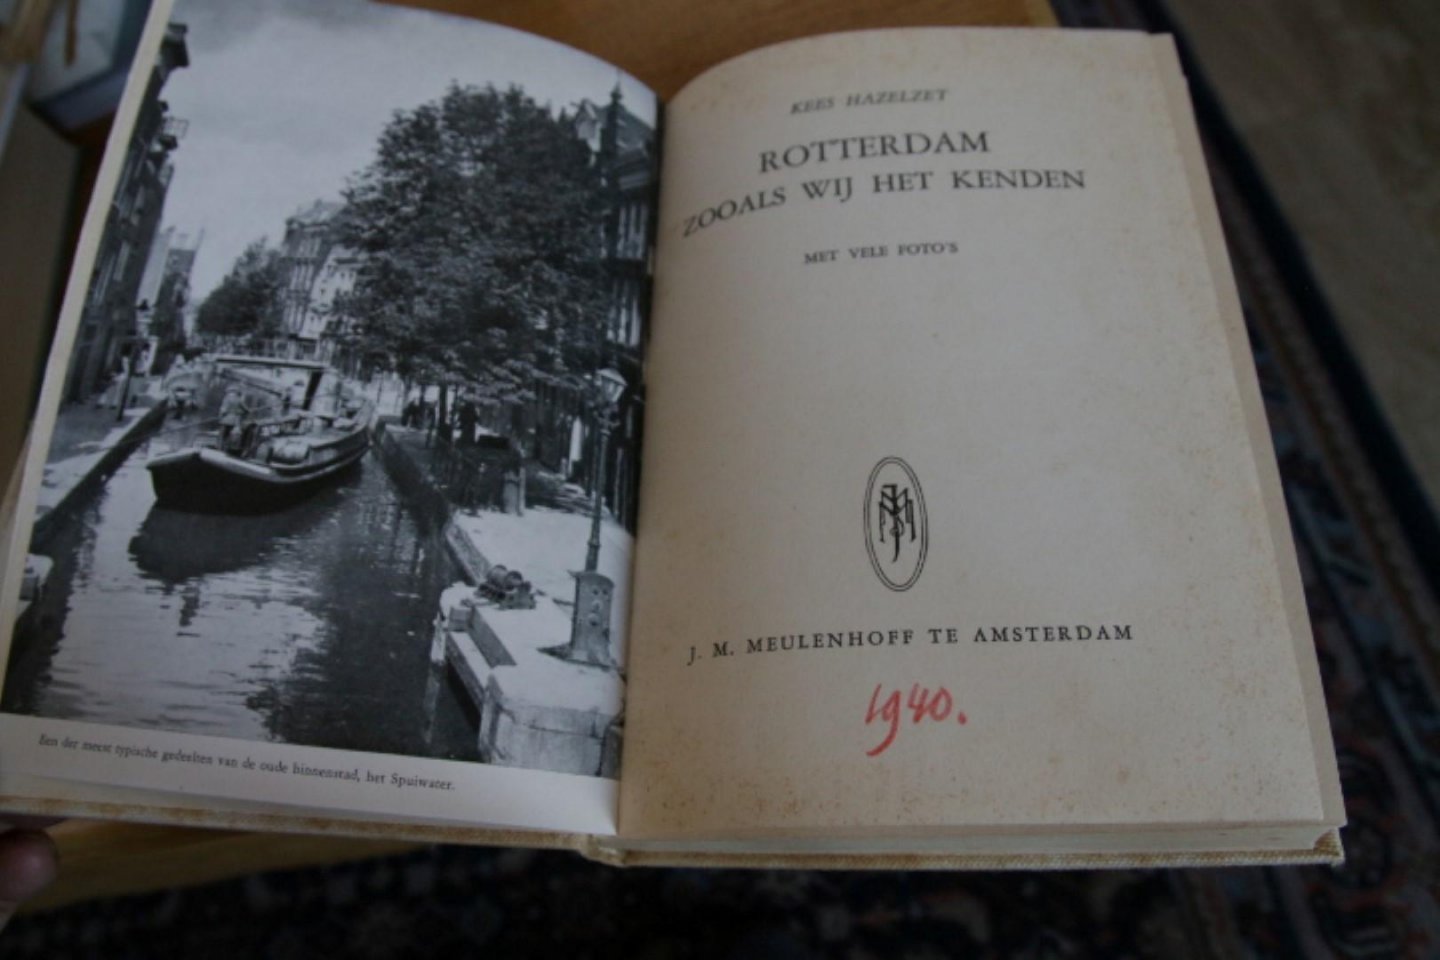 Een der meest typische gedeelten van de oude binnenstad, het Spuiwater.
KEES HAZELZET
ROTTERDAM
ZOOALS WIJ HET KENDEN
MET VELE FOTO'S
JMM
J. M. MEULENHOFF TE AMSTERDAM
1940.